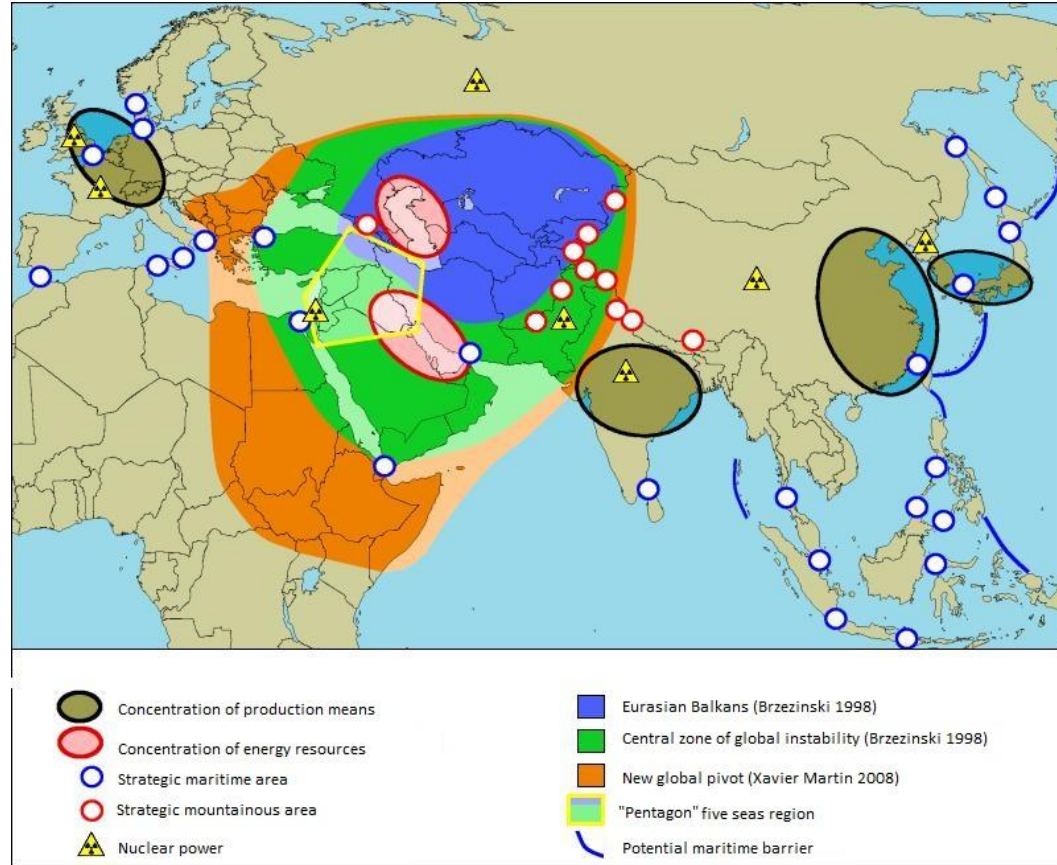 Concentration of production means
Concentration of energy resources
Strategic maritime area
Strategic mountainous area
Nuclear power
Eurasian Balkans (Brzezinski 1998)
Central zone of global instability (Brzezinski 1998)
New global pivot (Xavier Martin 2008)
"Pentagon" five seas region
Potential maritime barrier